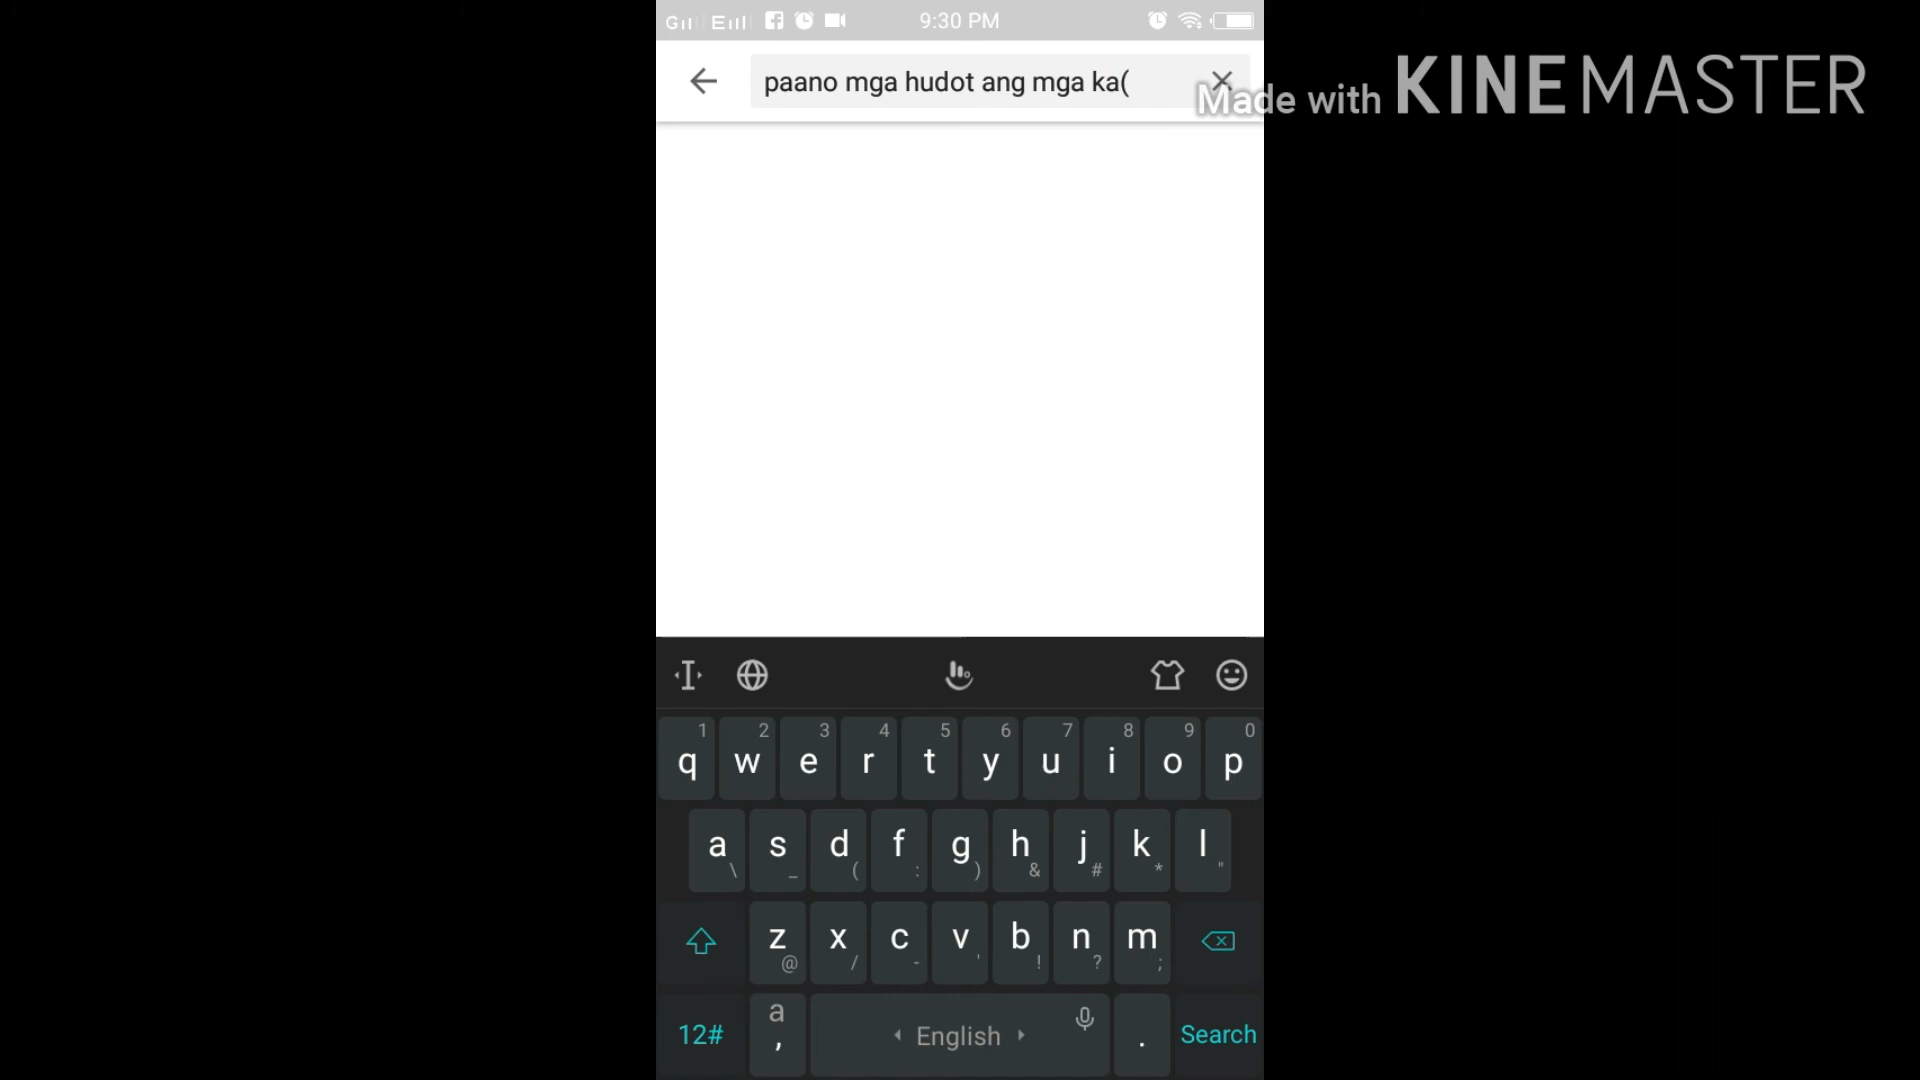 G E 9:30 PM
paano mga hudot ang mga ka(
Made with KINEMASTER
1 2 3 4 5 6 7 8 9 0
q w e r t y u i o p
a s d f g h j k l
\ _ ( : ) & # * "
z x c v b n m
@ / - ' ! ? ;
12# a , English . Search